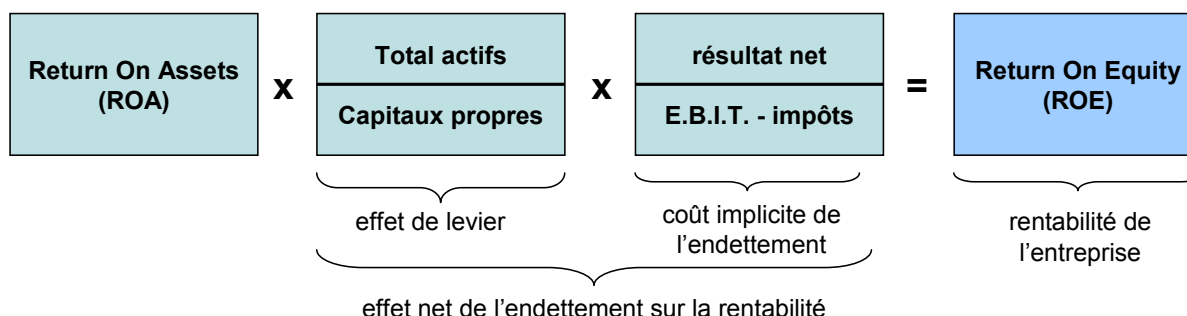 Return On Assets
(ROA)
x
Total actifs
Capitaux propres
x
résultat net
E.B.I.T. - impôts
=
Return On Equity
(ROE)
effet de levier
coût implicite de
l’endettement
rentabilité de
l’entreprise
effet net de l’endettement sur la rentabilité